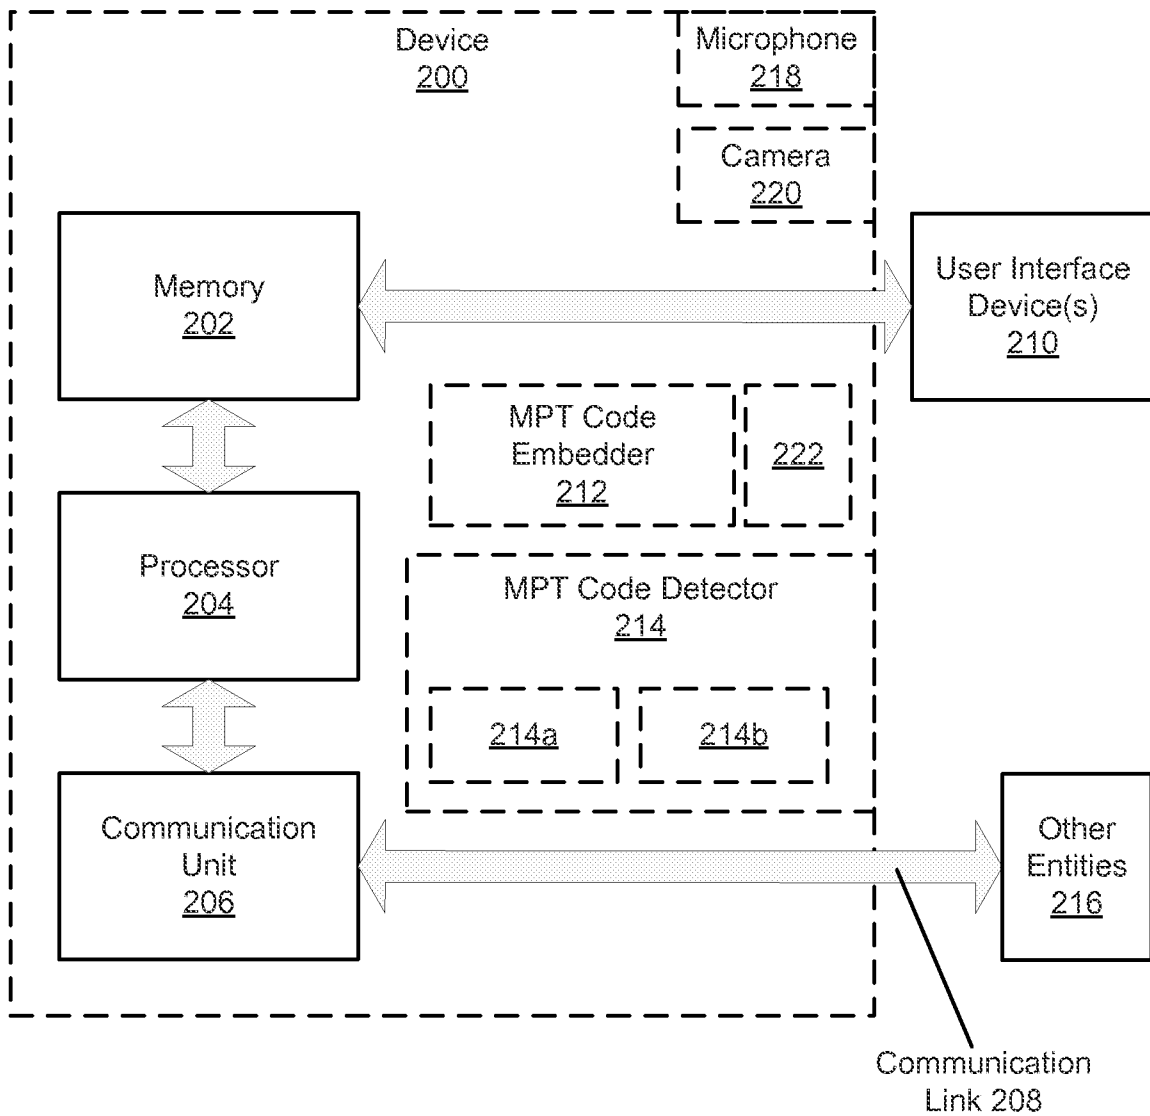 Device
200
Microphone
218
Camera
220
Memory
202
User Interface
Device(s)
210
MPT Code
Embedder
212
222
Processor
204
MPT Code Detector
214
214a
214b
Communication
Unit
206
Other
Entities
216
Communication
Link 208